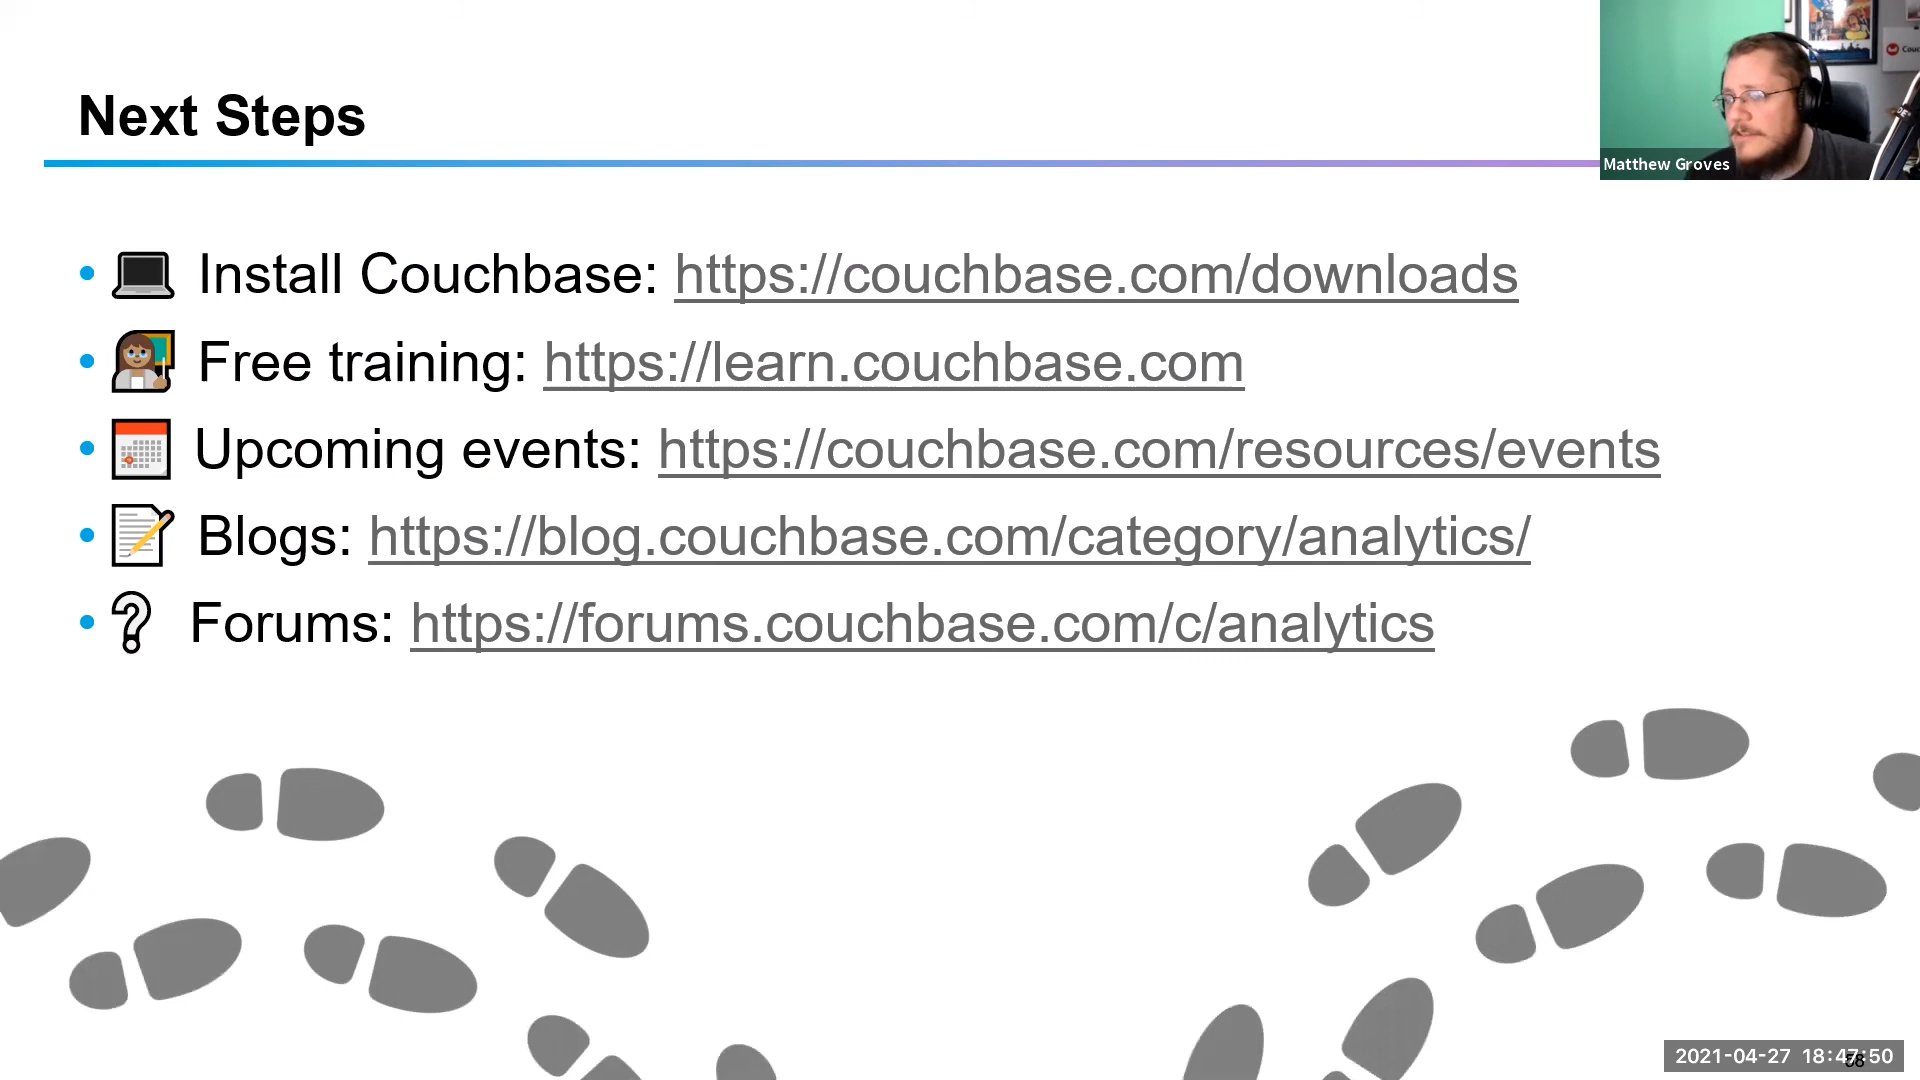 Next Steps
Matthew Groves
• Install Couchbase: https://couchbase.com/downloads
• Free training: https://learn.couchbase.com
• Upcoming events: https://couchbase.com/resources/events
• Blogs: https://blog.couchbase.com/category/analytics/
• Forums: https://forums.couchbase.com/c/analytics
2021-04-27 18:47:50